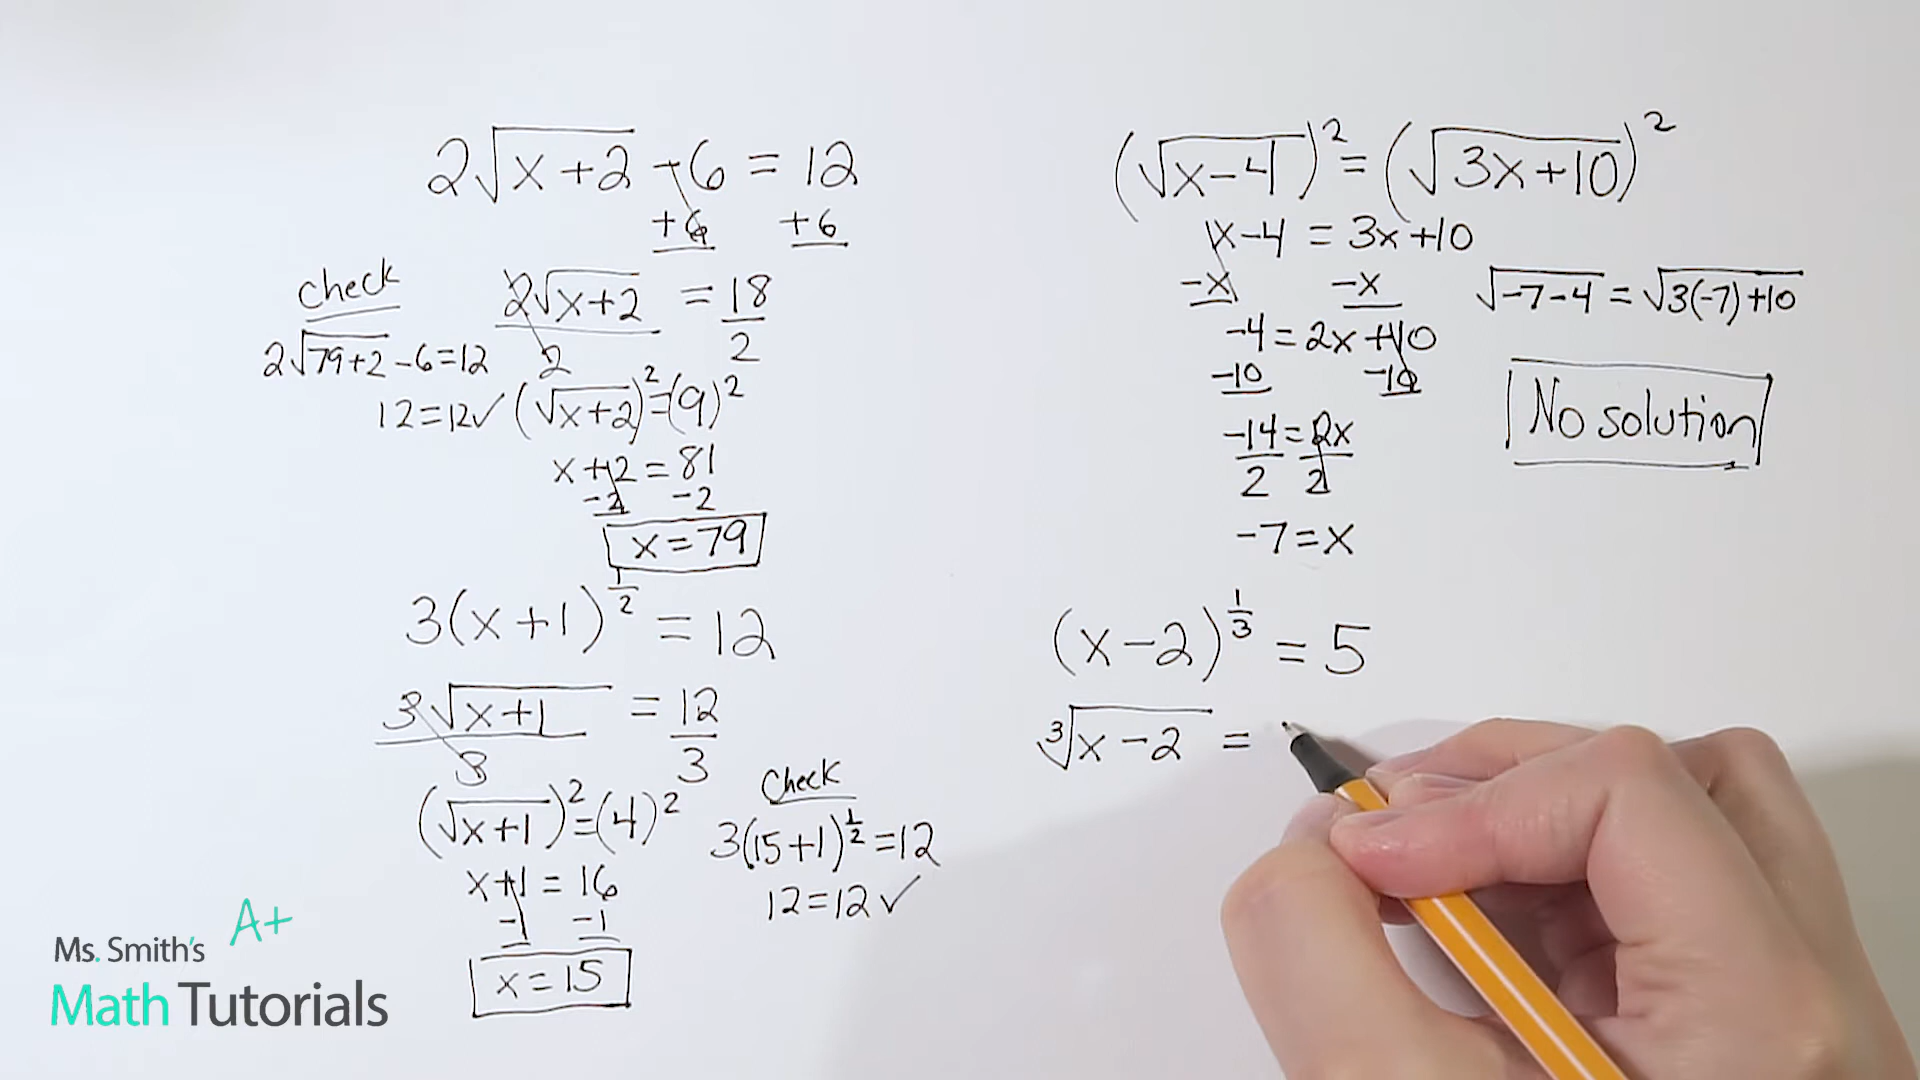 2√(x+2) - 6 = 12
+6 +6
2√(x+2) = 18
2 2
(√(x+2))² = (9)²
x+2 = 81
-2 -2
x = 79
Check
2√(79+2) - 6 = 12
12 = 12 ✓
3(x+1)^(1/2) = 12
3√(x+1) = 12
3 3
(√(x+1))² = (4)²
x+1 = 16
-1 -1
x = 15
Check
3(15+1)^(1/2) = 12
12 = 12 ✓
(√(x-4))² = (√(3x+10))²
x-4 = 3x+10
-x -x
-4 = 2x+10
-10 -10
-14 = 2x
2 2
-7 = x
√(-7-4) = √(3(-7)+10)
No solution
(x-2)^(1/3) = 5
∛(x-2) =
A+
Ms. Smith's
Math Tutorials